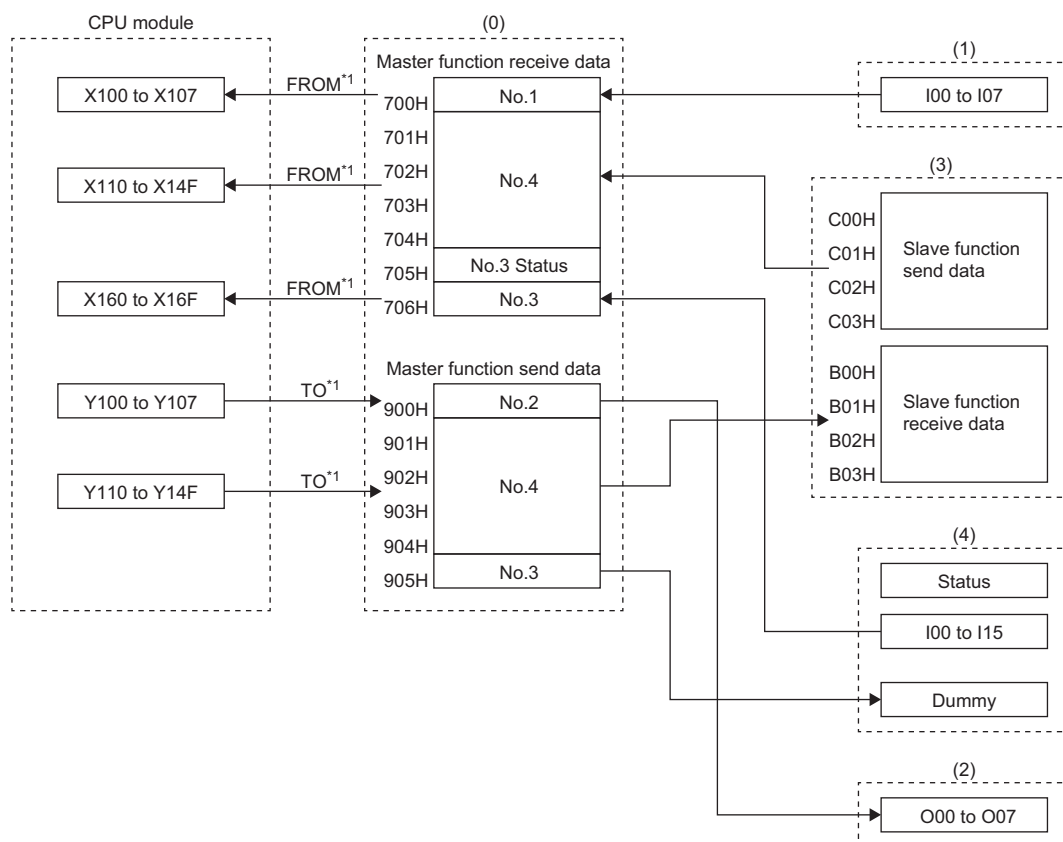 CPU module
X100 to X107
X110 to X14F
X160 to X16F
Y100 to Y107
Y110 to Y14F
FROM*1
FROM*1
FROM*1
TO*1
TO*1
(0)
Master function receive data
700H
701H
702H
703H
704H
705H
706H
No.1
No.4
No.3 Status
No.3
Master function send data
900H
901H
902H
903H
904H
905H
No.2
No.4
No.3
(1)
I00 to I07
(3)
C00H
C01H
C02H
C03H
Slave function
send data
B00H
B01H
B02H
B03H
Slave function
receive data
(4)
Status
I00 to I15
Dummy
(2)
O00 to O07